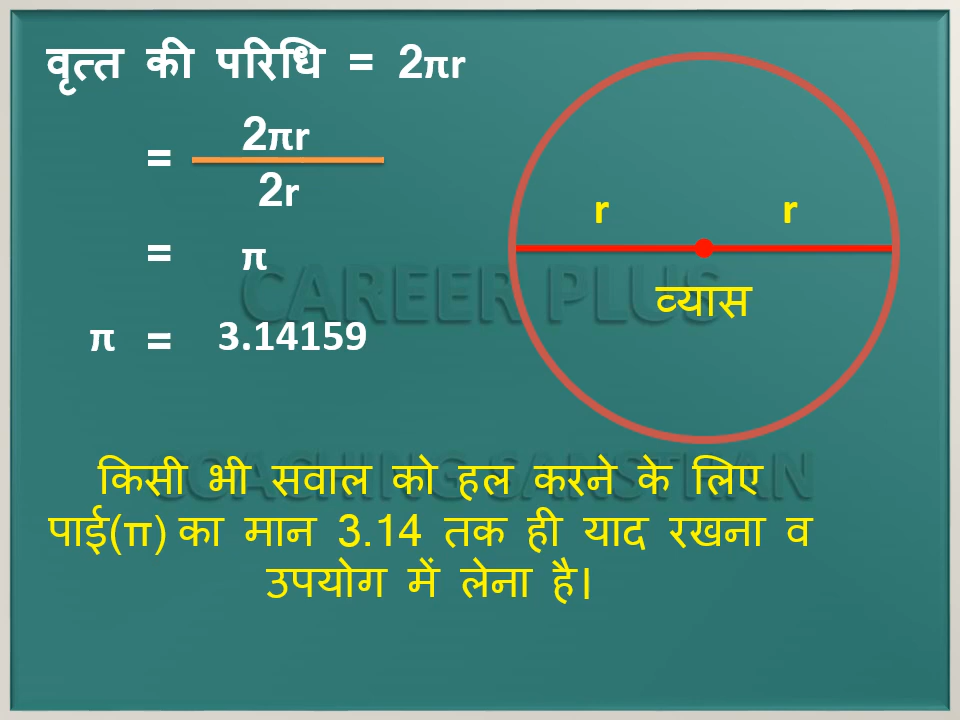 वृत्त की परिधि = 2πr
= 2πr
2r
= π
π = 3.14159
r r
व्यास
CAREER PLUS
COACHING SANSTHAN
किसी भी सवाल को हल करने के लिए
पाई(π) का मान 3.14 तक ही याद रखना व
उपयोग में लेना है।